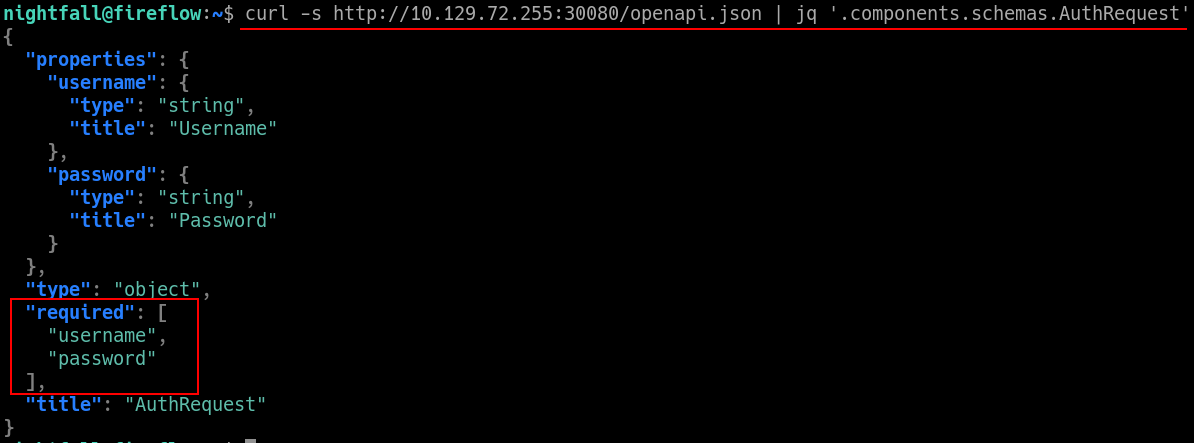 nightfall@fireflow:~$ curl -s http://10.129.72.255:30080/openapi.json | jq '.components.schemas.AuthRequest'
{
  "properties": {
    "username": {
      "type": "string",
      "title": "Username"
    },
    "password": {
      "type": "string",
      "title": "Password"
    }
  },
  "type": "object",
  "required": [
    "username",
    "password"
  ],
  "title": "AuthRequest"
}